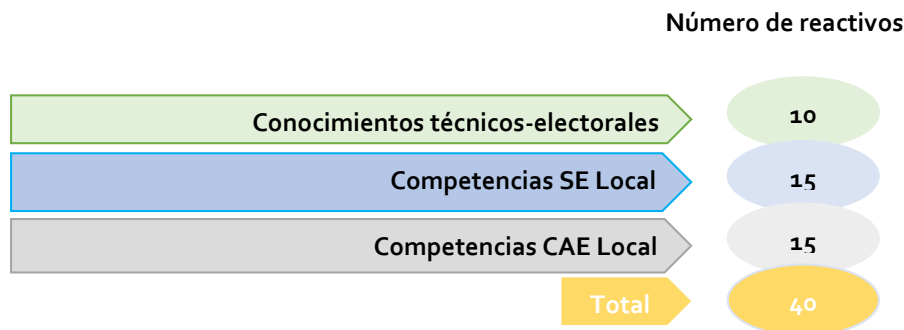 Número de reactivos
Conocimientos técnicos-electorales 10
Competencias SE Local 15
Competencias CAE Local 15
Total 40